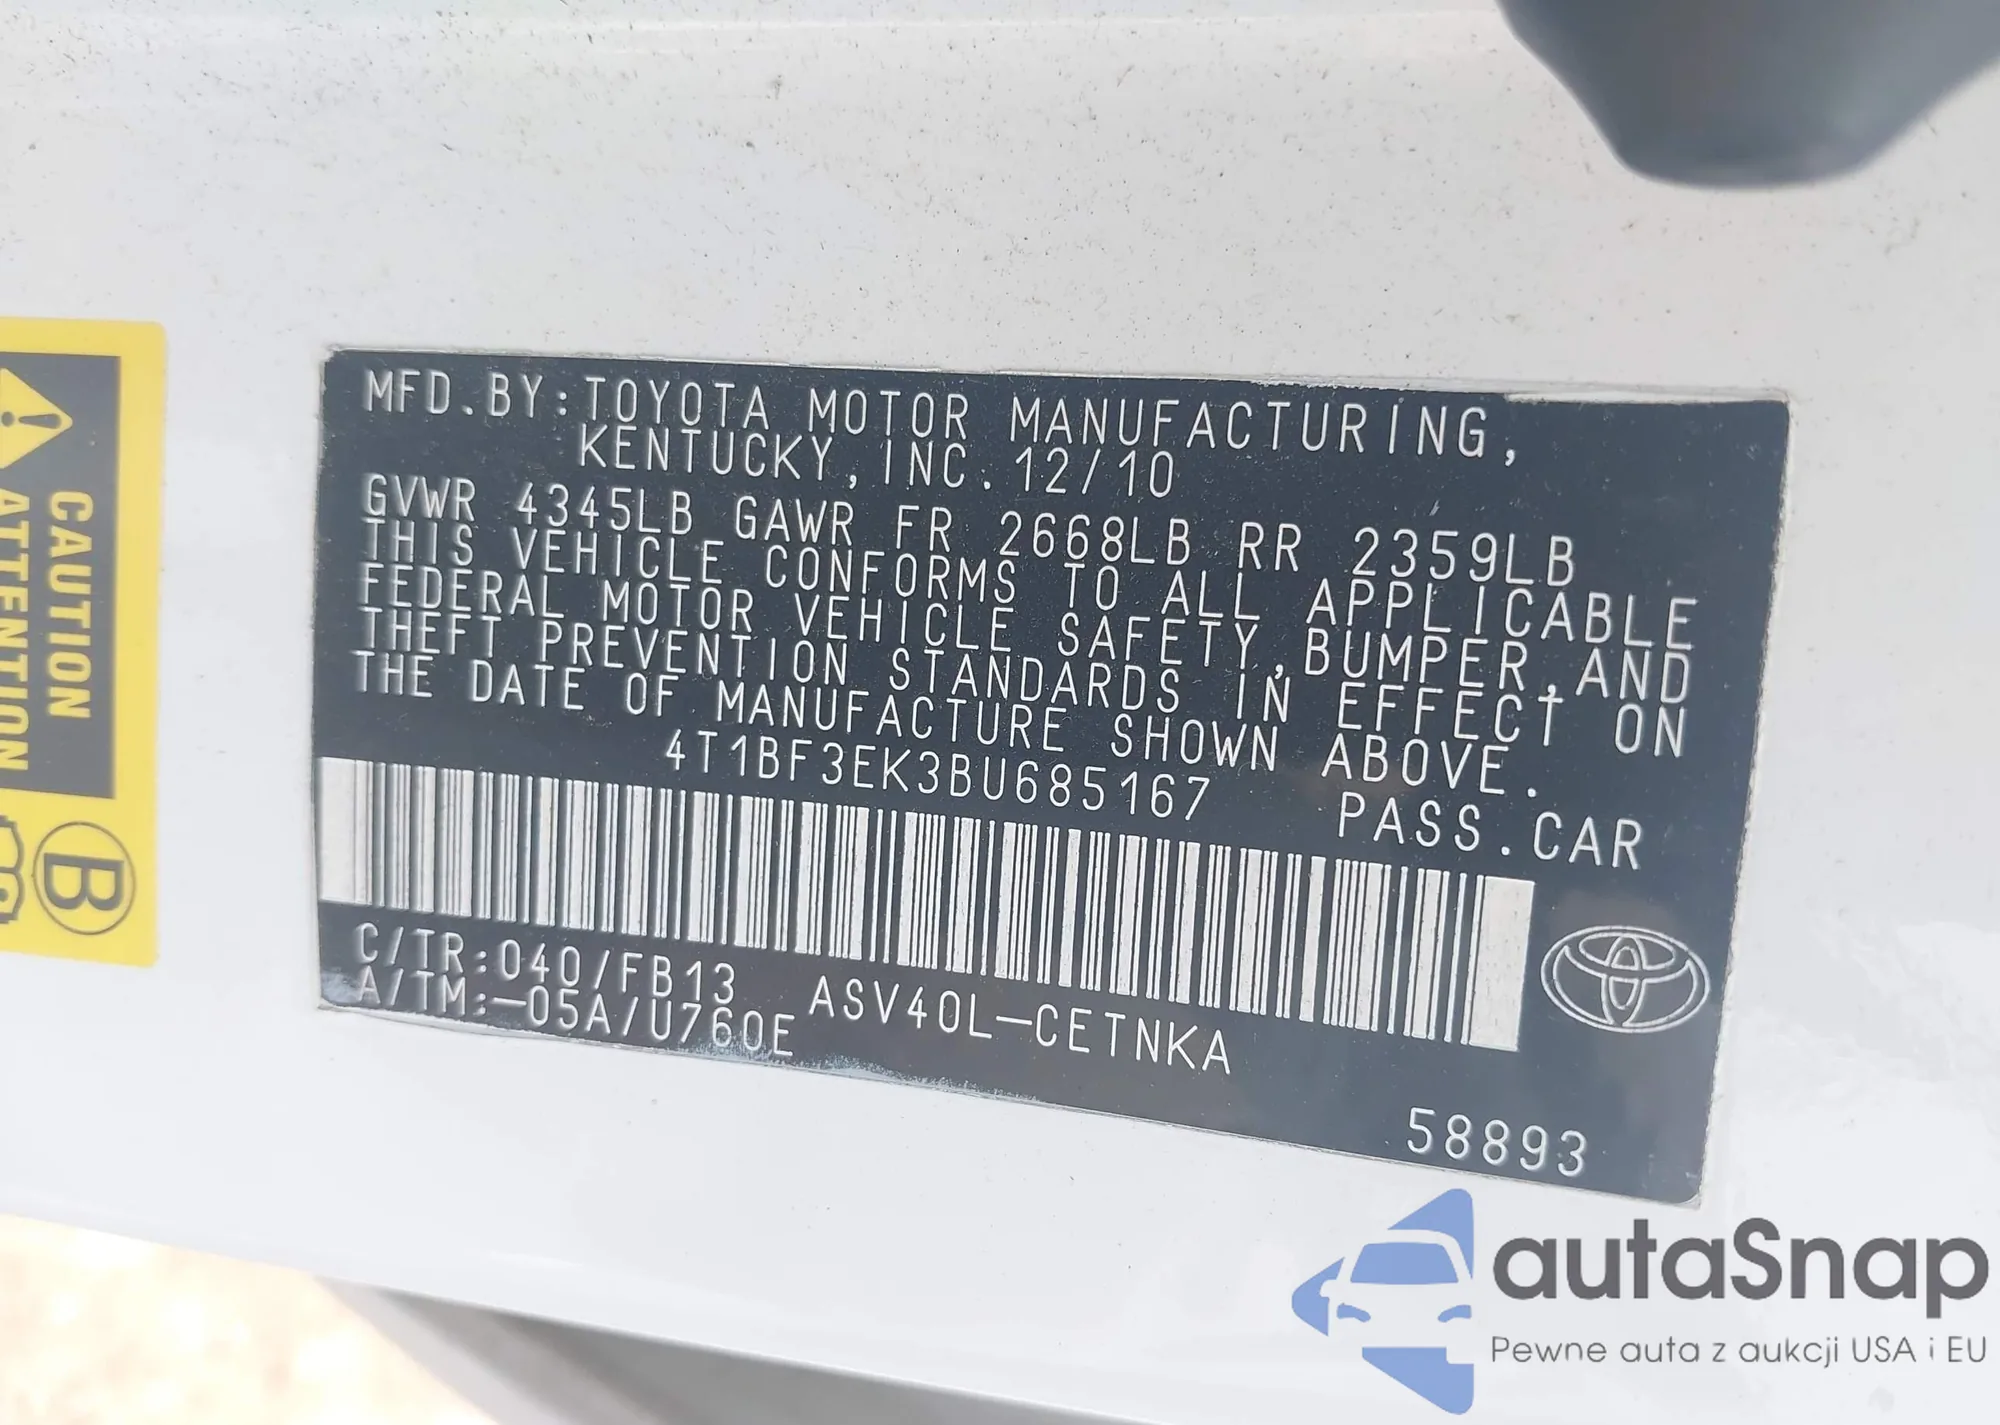 MFD.BY:TOYOTA MOTOR MANUFACTURING,
KENTUCKY,INC.12/10
GVWR 4345LB GAWR FR 2668LB RR 2359LB
THIS VEHICLE CONFORMS TO ALL APPLICABLE
FEDERAL MOTOR VEHICLE SAFETY,BUMPER,AND
THEFT PREVENTION STANDARDS IN EFFECT ON
THE DATE OF MANUFACTURE SHOWN ABOVE.
4T1BF3EK3BU685167 PASS.CAR
C/TR:040/FB13 ASV40L-CETNKA
A/TM:-05A/U760E
58893
CAUTION
ATTENTION
B
autaSnap
Pewne auta z aukcji USA i EU